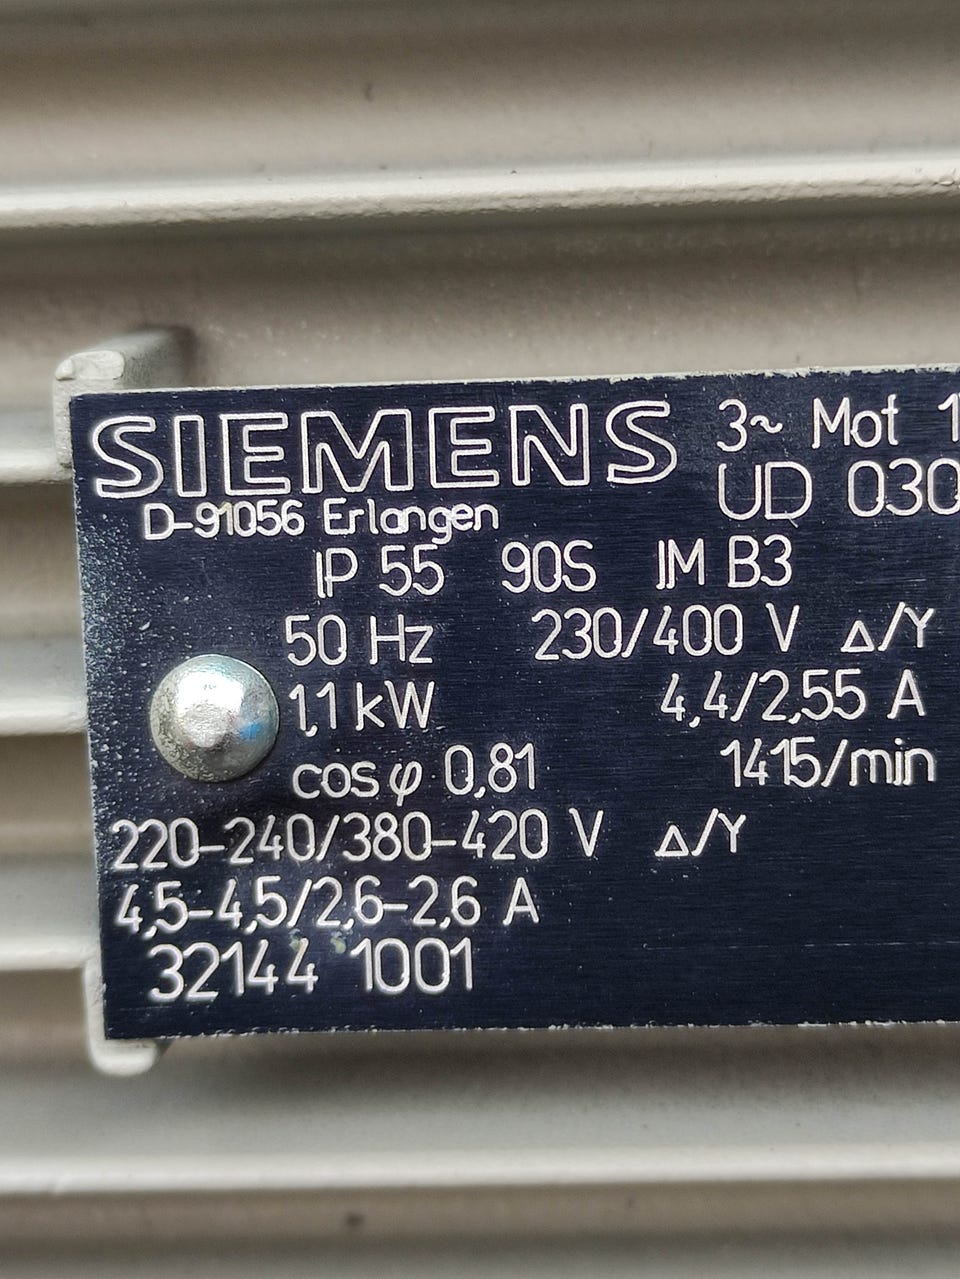 SIEMENS 3~ Mot 1
D-91056 Erlangen UD 030
IP 55 90S IM B3
50 Hz 230/400 V Δ/Y
1,1 kW 4,4/2,55 A
cos φ 0,81 1415/min
220-240/380-420 V Δ/Y
4,5-4,5/2,6-2,6 A
32144 1001